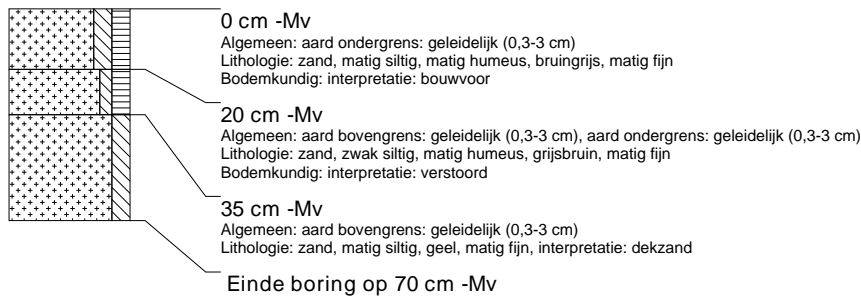 0 cm -Mv
Algemeen: aard ondergrens: geleidelijk (0,3-3 cm)
Lithologie: zand, matig siltig, matig humeus, bruingrijs, matig fijn
Bodemkundig: interpretatie: bouwvoor
20 cm -Mv
Algemeen: aard bovengrens: geleidelijk (0,3-3 cm), aard ondergrens: geleidelijk (0,3-3 cm)
Lithologie: zand, zwak siltig, matig humeus, grijsbruin, matig fijn
Bodemkundig: interpretatie: verstoord
35 cm -Mv
Algemeen: aard bovengrens: geleidelijk (0,3-3 cm)
Lithologie: zand, matig siltig, geel, matig fijn, interpretatie: dekzand
Einde boring op 70 cm -Mv